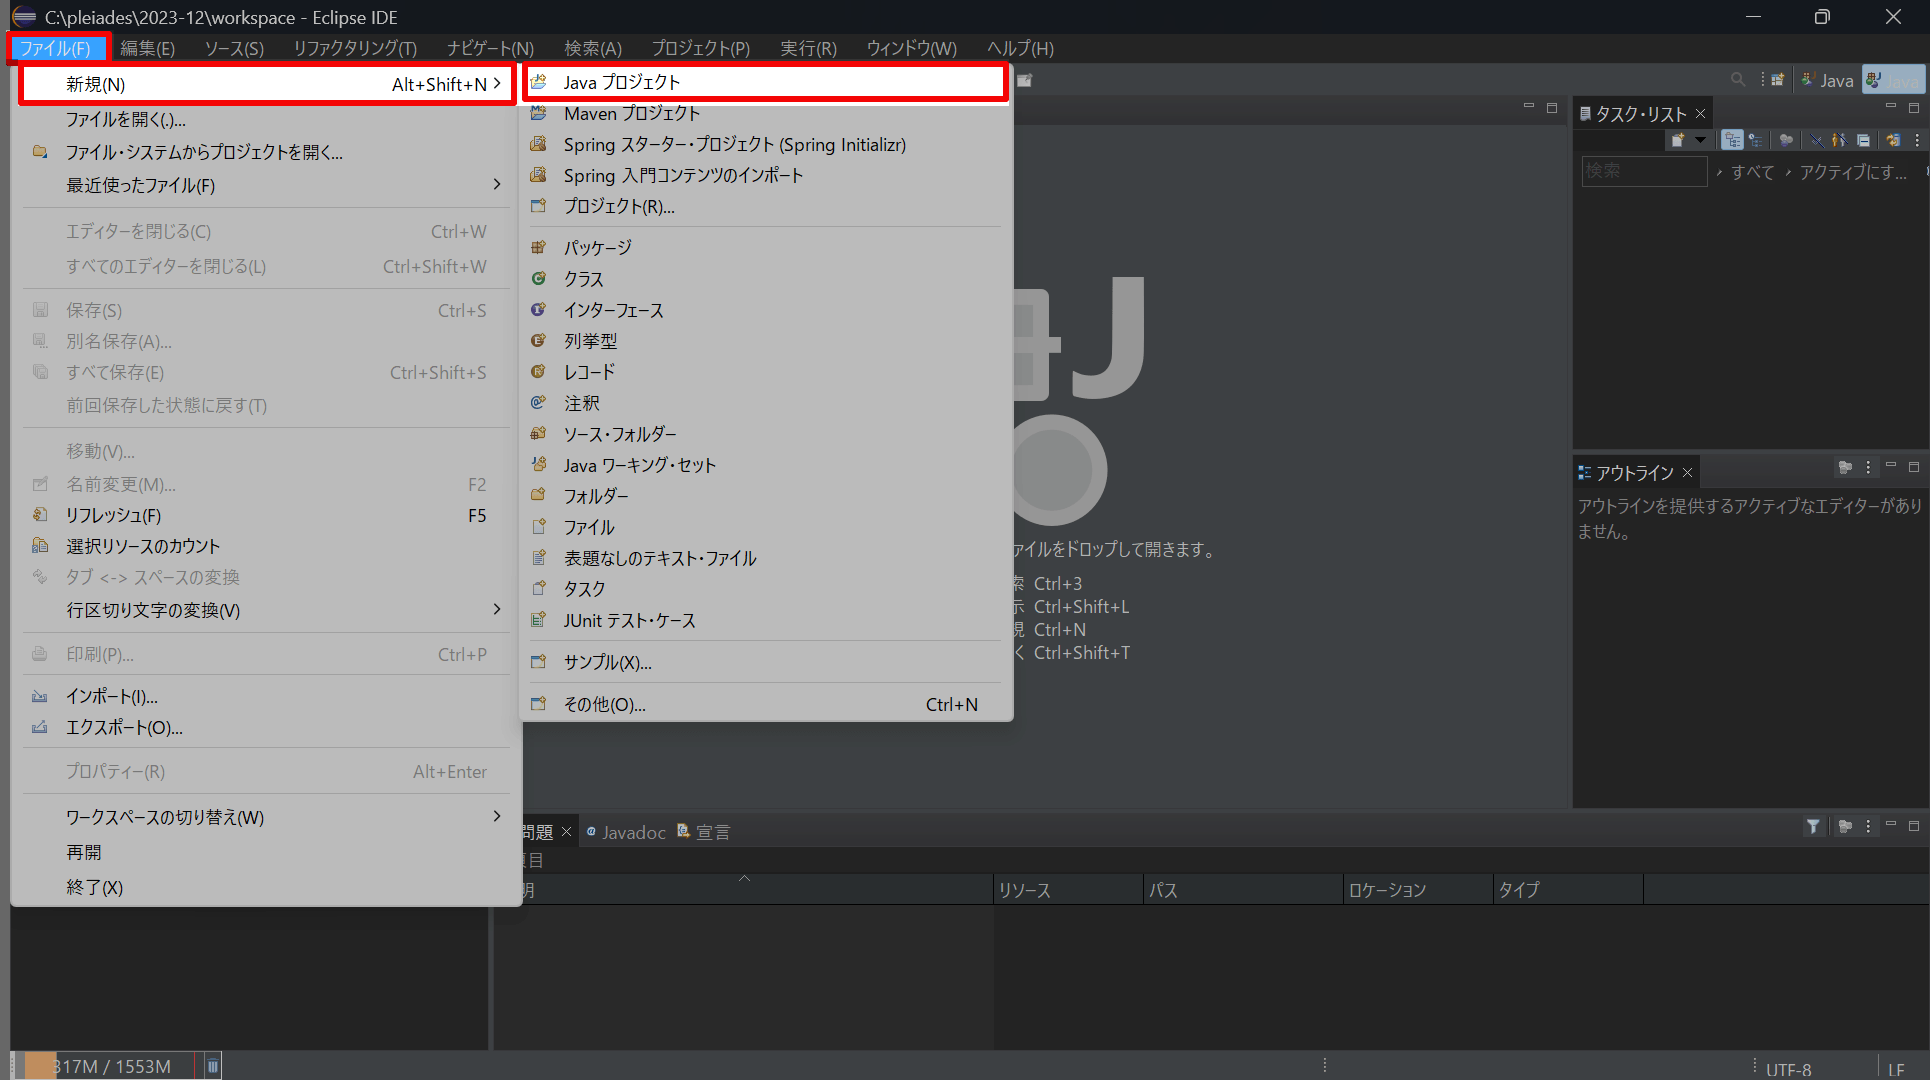 C:\pleiades\2023-12\workspace - Eclipse IDE
ファイル(F) 編集(E) ソース(S) リファクタリング(T) ナビゲート(N) 検索(A) プロジェクト(P) 実行(R) ウィンドウ(W) ヘルプ(H)
新規(N) Alt+Shift+N
ファイルを開く(.)...
ファイル・システムからプロジェクトを開く...
最近使ったファイル(F)
エディターを閉じる(C) Ctrl+W
すべてのエディターを閉じる(L) Ctrl+Shift+W
保存(S) Ctrl+S
別名保存(A)...
すべて保存(E) Ctrl+Shift+S
前回保存した状態に戻す(T)
移動(V)...
名前変更(M)... F2
リフレッシュ(F) F5
選択リソースのカウント
タブ <-> スペースの変換
行区切り文字の変換(V)
印刷(P)... Ctrl+P
インポート(I)...
エクスポート(O)...
プロパティー(R) Alt+Enter
ワークスペースの切り替え(W)
再開
終了(X)
Java プロジェクト
Maven プロジェクト
Spring スターター・プロジェクト (Spring Initializr)
Spring 入門コンテンツのインポート
プロジェクト(R)...
パッケージ
クラス
インターフェース
列挙型
レコード
注釈
ソース・フォルダー
Java ワーキング・セット
フォルダー
ファイル
表題なしのテキスト・ファイル
タスク
JUnit テスト・ケース
サンプル(X)...
その他(O)... Ctrl+N
J
ァイルをドロップして開きます。
索 Ctrl+3
示 Ctrl+Shift+L
規 Ctrl+N
く Ctrl+Shift+T
Java Java
タスク・リスト
検索 すべて アクティブにす...
アウトライン
アウトラインを提供するアクティブなエディターがあり
ません。
問題 Javadoc 宣言
項目
明 リソース パス ロケーション タイプ
317M / 1553M
UTF-8 LF